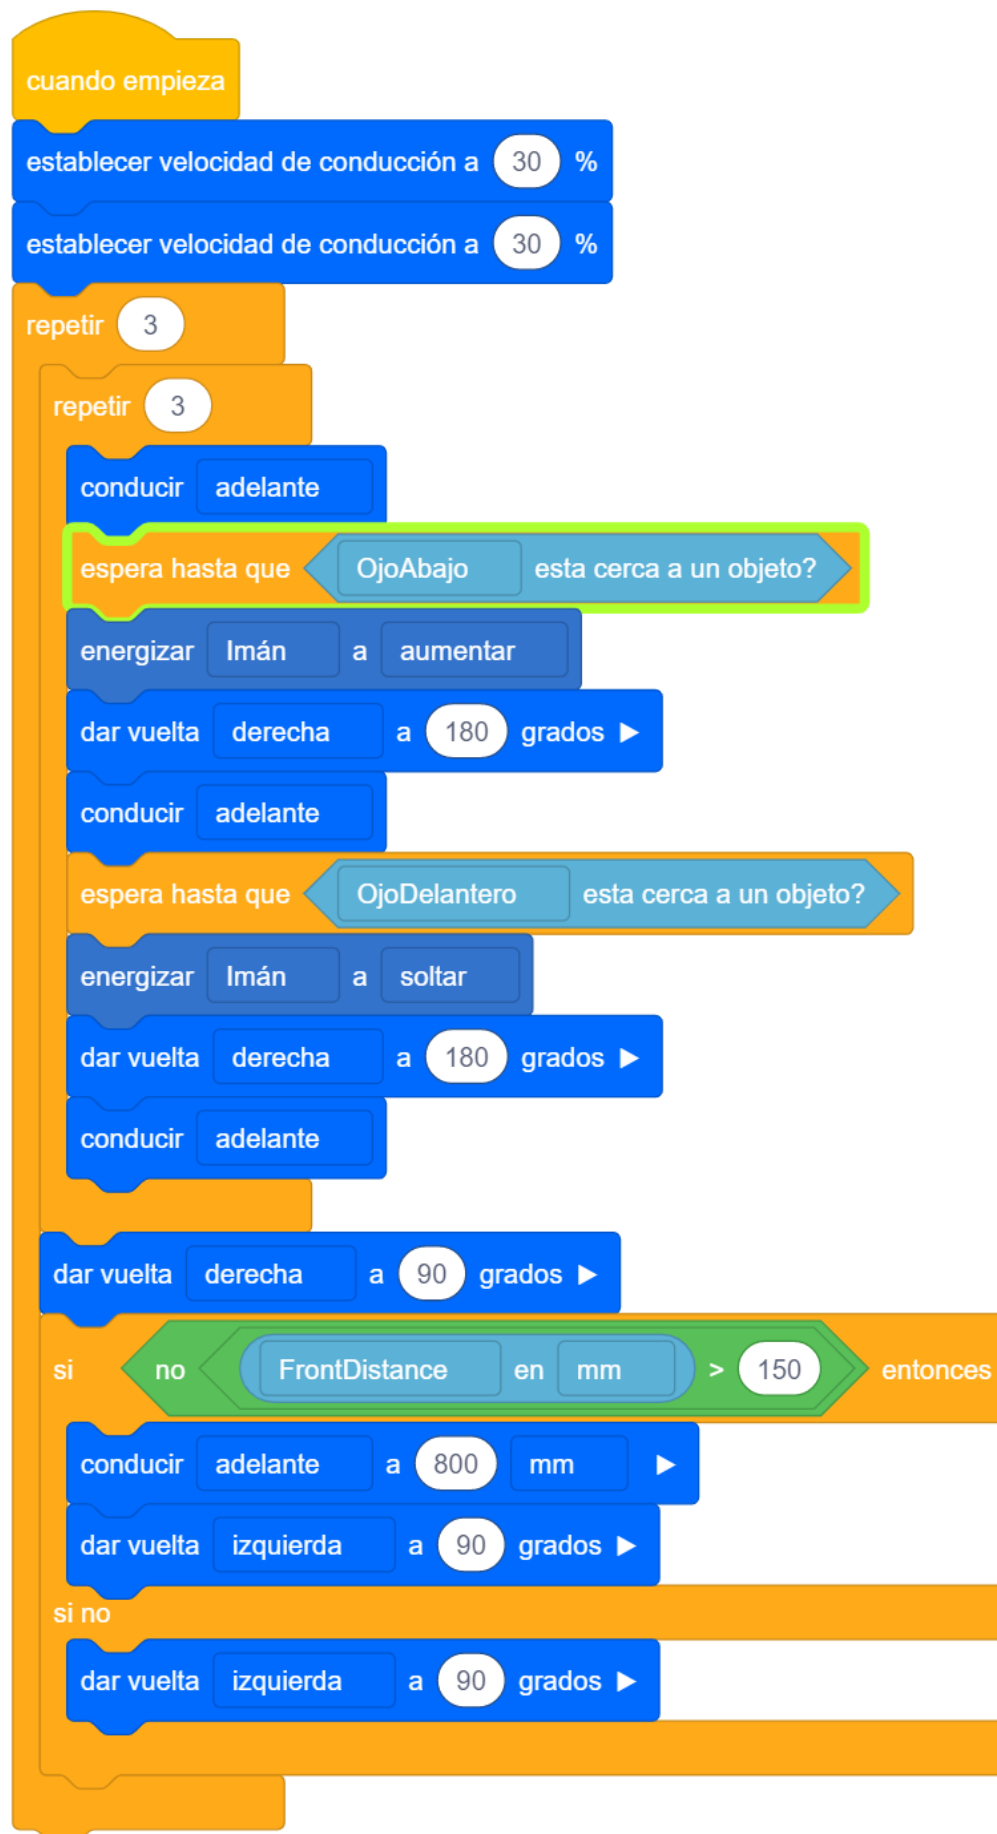 cuando empieza
establecer velocidad de conducción a 30 %
establecer velocidad de conducción a 30 %
repetir 3
repetir 3
conducir adelante
espera hasta que OjoAbajo esta cerca a un objeto?
energizar Imán a aumentar
dar vuelta derecha a 180 grados
conducir adelante
espera hasta que OjoDelantero esta cerca a un objeto?
energizar Imán a soltar
dar vuelta derecha a 180 grados
conducir adelante
dar vuelta derecha a 90 grados
si no FrontDistance en mm > 150 entonces
conducir adelante a 800 mm
dar vuelta izquierda a 90 grados
si no
dar vuelta izquierda a 90 grados